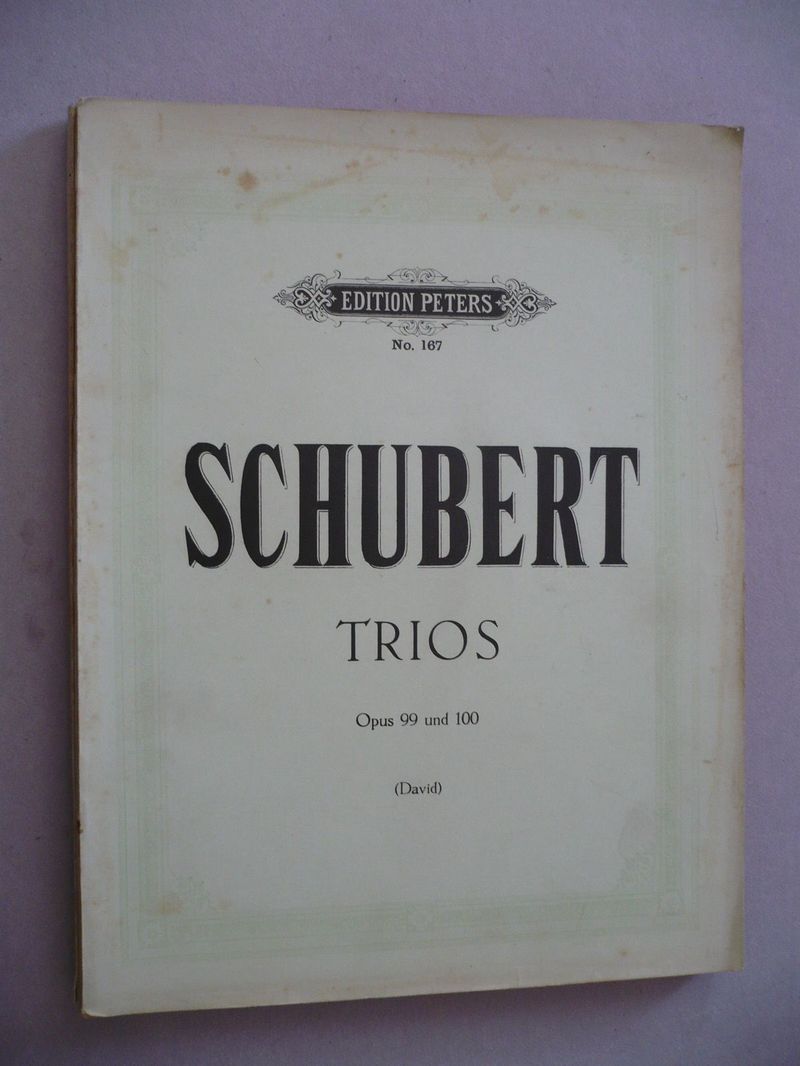 EDITION PETERS
No. 167
SCHUBERT
TRIOS
Opus 99 und 100
(David)